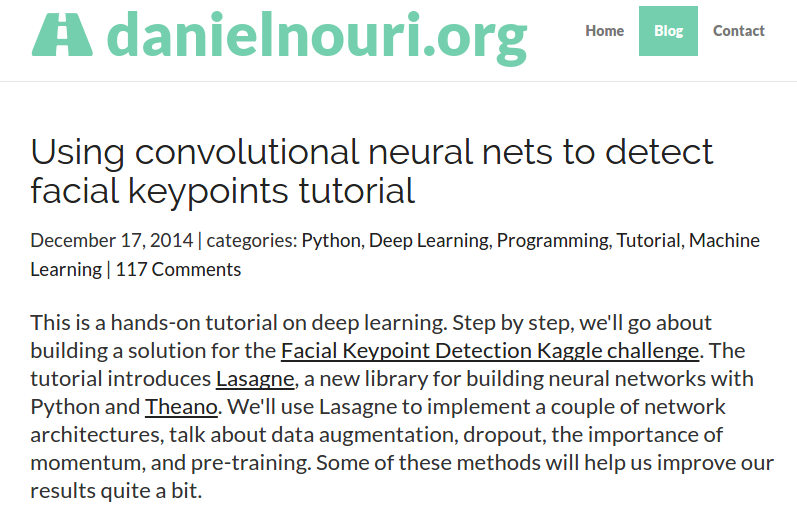 danielnouri.org
Home Blog Contact
Using convolutional neural nets to detect
facial keypoints tutorial
December 17, 2014 | categories: Python, Deep Learning, Programming, Tutorial, Machine
Learning | 117 Comments
This is a hands-on tutorial on deep learning. Step by step, we'll go about
building a solution for the Facial Keypoint Detection Kaggle challenge. The
tutorial introduces Lasagne, a new library for building neural networks with
Python and Theano. We'll use Lasagne to implement a couple of network
architectures, talk about data augmentation, dropout, the importance of
momentum, and pre-training. Some of these methods will help us improve our
results quite a bit.